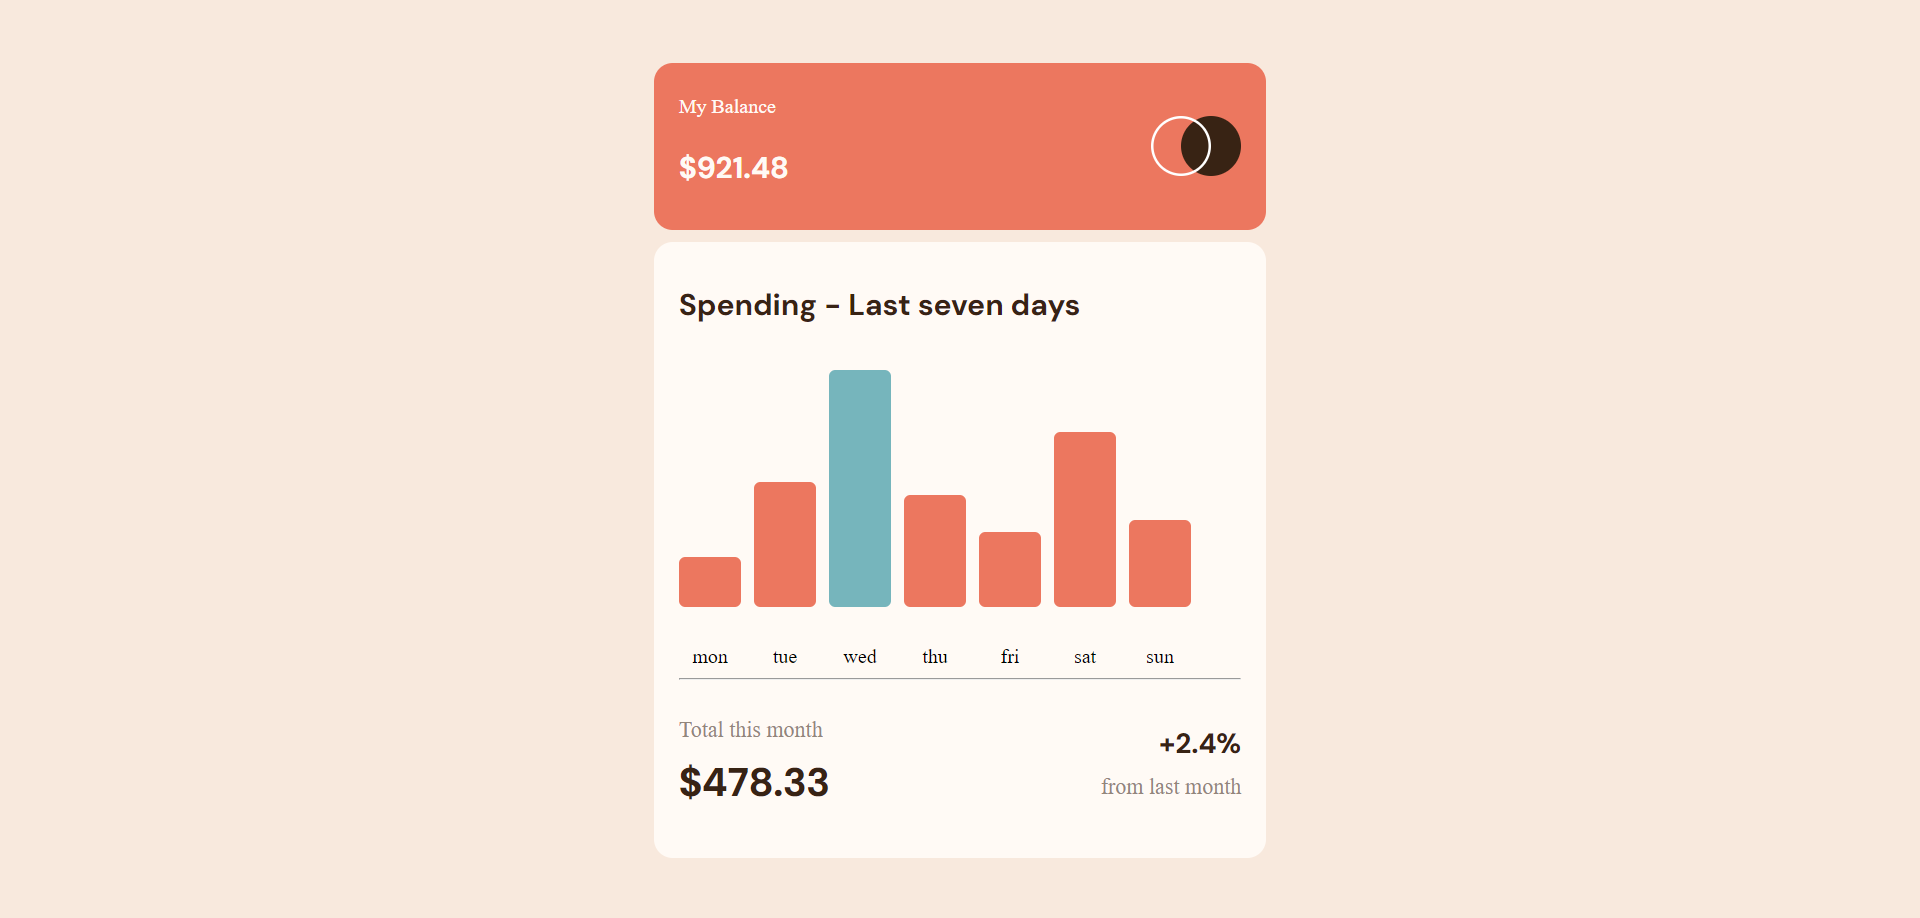 My Balance
$921.48
Spending - Last seven days
mon tue wed thu fri sat sun
Total this month
$478.33
+2.4%
from last month